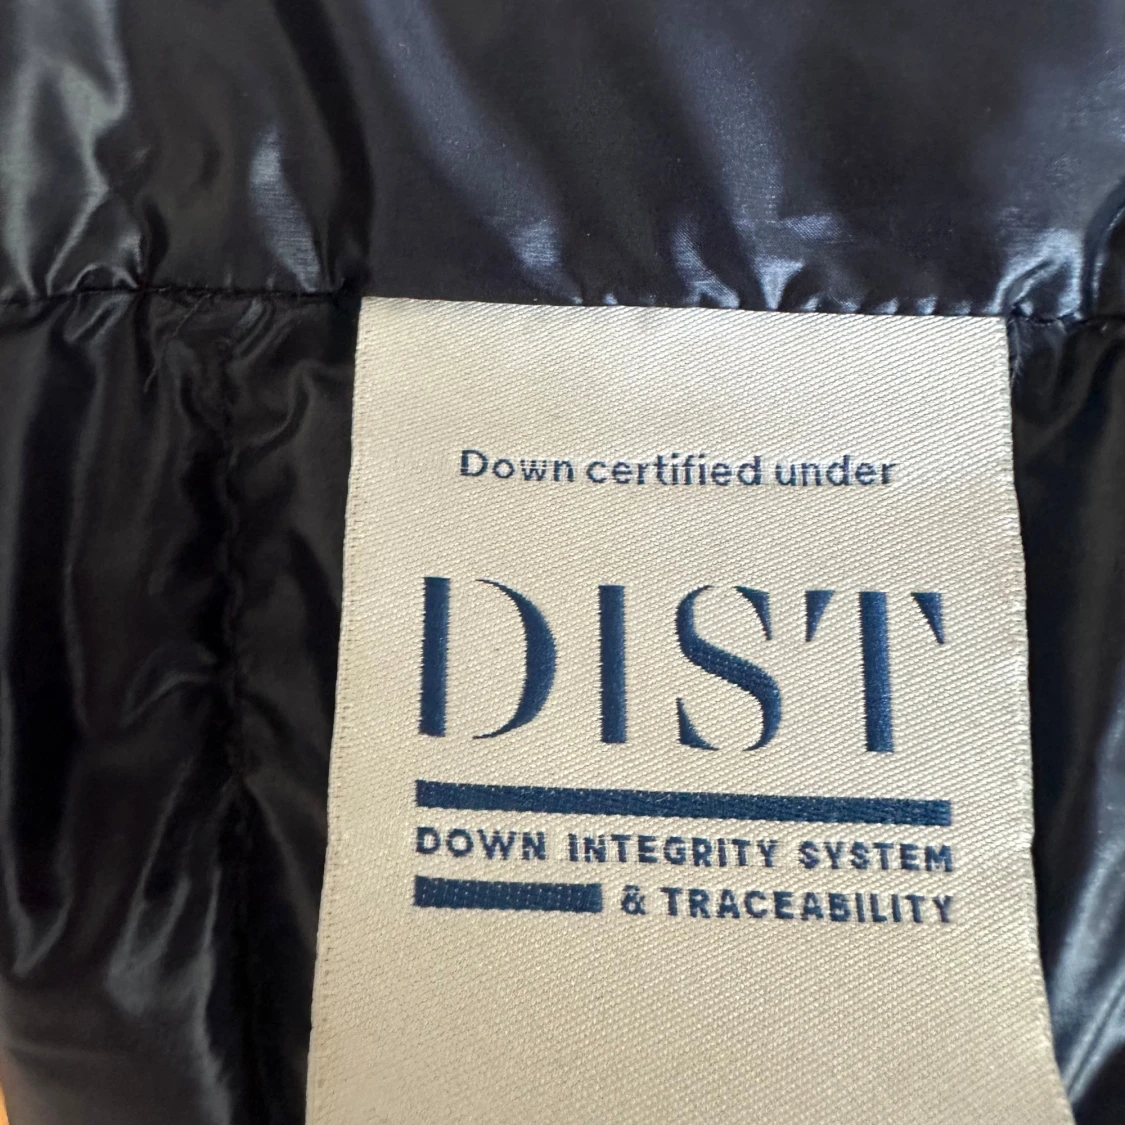 Down certified under
DIST
DOWN INTEGRITY SYSTEM
& TRACEABILITY